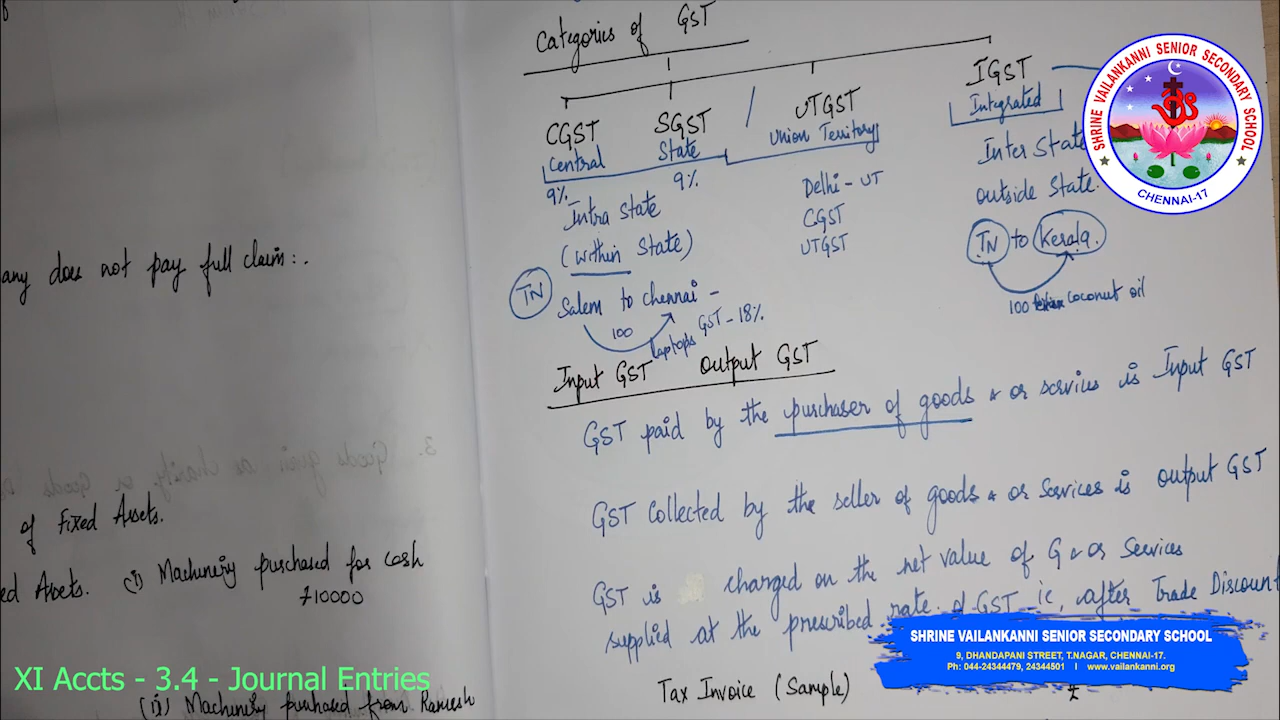 any does not pay full claim:.
of Fixed Assets.
ed Assets. (i) Machinery purchased for cash
₹10000
(ii) Machinery purchased from Ramesh
Categories of GST
CGST SGST / UTGST IGST
Central State Union Territory Integrated
9% 9%
Intra State
(within State)
Delhi - UT
CGST
UTGST
Inter State
outside State.
TN to Kerala.
100 coconut oil
TN
Salem to chennai -
100 Laptops GST - 18%
Input GST Output GST
GST paid by the purchaser of goods & or services is Input GST
GST collected by the seller of goods & or services is output GST
GST is charged on the net value of G & or Services
supplied at the prescribed rate of GST ie, after Trade Discount
Tax Invoice (Sample)
₹
SHRINE VAILANKANNI SENIOR SECONDARY SCHOOL
CHENNAI-17
SHRINE VAILANKANNI SENIOR SECONDARY SCHOOL
9, DHANDAPANI STREET, T.NAGAR, CHENNAI-17.
Ph: 044-24344479, 24344501 I www.vailankanni.org
XI Accts - 3.4 - Journal Entries